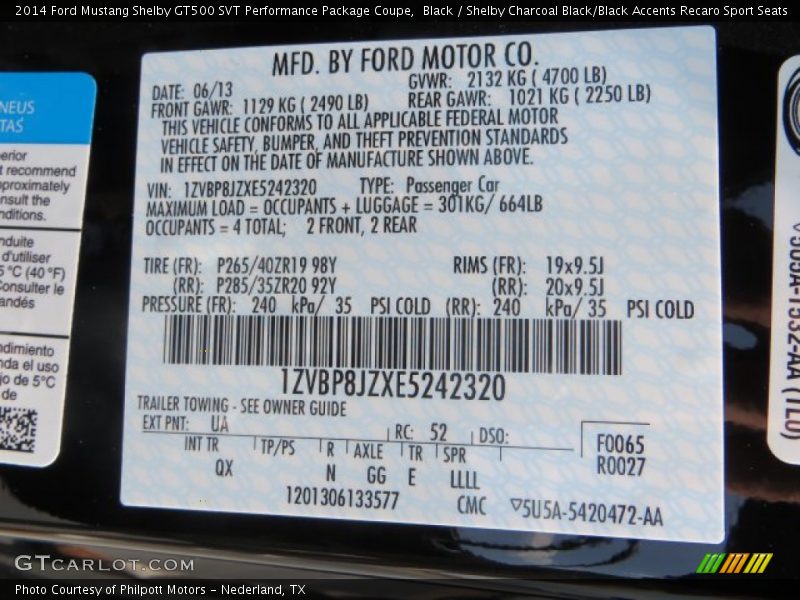 2014 Ford Mustang Shelby GT500 SVT Performance Package Coupe,  Black / Shelby Charcoal Black/Black Accents Recaro Sport Seats
MFD. BY FORD MOTOR CO.
DATE: 06/13 GVWR: 2132 KG ( 4700 LB)
FRONT GAWR: 1129 KG ( 2490 LB) REAR GAWR: 1021 KG ( 2250 LB)
THIS VEHICLE CONFORMS TO ALL APPLICABLE FEDERAL MOTOR
VEHICLE SAFETY, BUMPER, AND THEFT PREVENTION STANDARDS
IN EFFECT ON THE DATE OF MANUFACTURE SHOWN ABOVE.
VIN: 1ZVBP8JZXE5242320 TYPE: Passenger Car
MAXIMUM LOAD = OCCUPANTS + LUGGAGE = 301KG/ 664LB
OCCUPANTS = 4 TOTAL; 2 FRONT, 2 REAR
TIRE (FR): P265/40ZR19 98Y RIMS (FR): 19x9.5J
(RR): P285/35ZR20 92Y (RR): 20x9.5J
PRESSURE (FR): 240 kPa/ 35 PSI COLD (RR): 240 kPa/ 35 PSI COLD
1ZVBP8JZXE5242320
TRAILER TOWING - SEE OWNER GUIDE
EXT PNT: UA RC: 52 DSO:
INT TR TP/PS R AXLE TR SPR F0065
QX N GG E LLLL R0027
1201306133577 CMC ▽5U5A-5420472-AA
NEUS
TAS
erior
t recommend
pproximately
nsult the
nditions.
nduite
d'utiliser
5 °C (40 °F)
Consulter le
andés
ndimiento
nda el uso
jo de 5°C
de
GTCARLOT.COM
Photo Courtesy of Philpott Motors – Nederland, TX